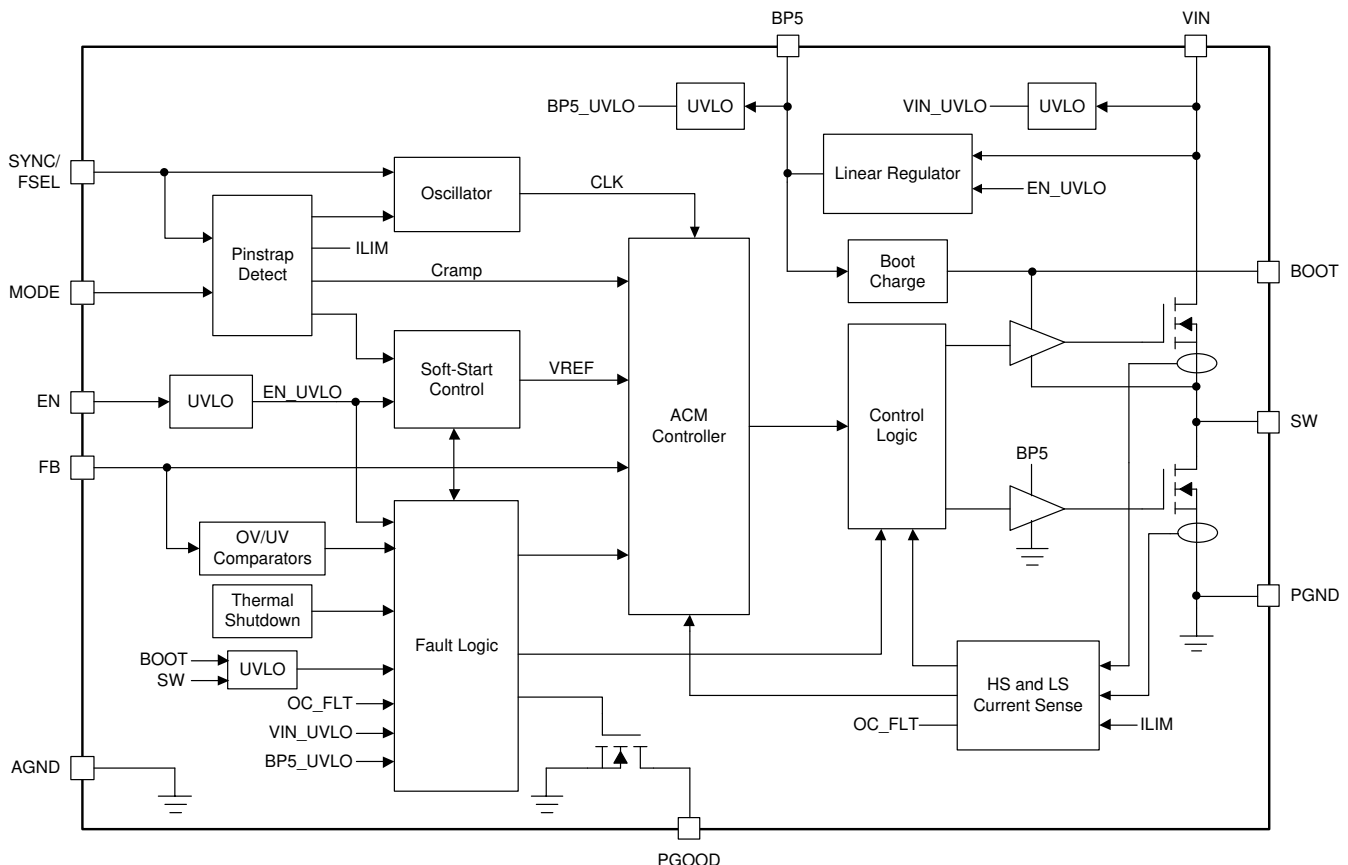 BP5
VIN
BP5_UVLO
UVLO
VIN_UVLO
UVLO
SYNC/
FSEL
Oscillator
CLK
Linear Regulator
EN_UVLO
Pinstrap
Detect
ILIM
Cramp
Boot
Charge
BOOT
MODE
Soft-Start
Control
VREF
EN
UVLO
EN_UVLO
ACM
Controller
Control
Logic
SW
FB
BP5
OV/UV
Comparators
Thermal
Shutdown
PGND
Fault Logic
BOOT
SW
UVLO
HS and LS
Current Sense
OC_FLT
OC_FLT
ILIM
VIN_UVLO
BP5_UVLO
AGND
PGOOD